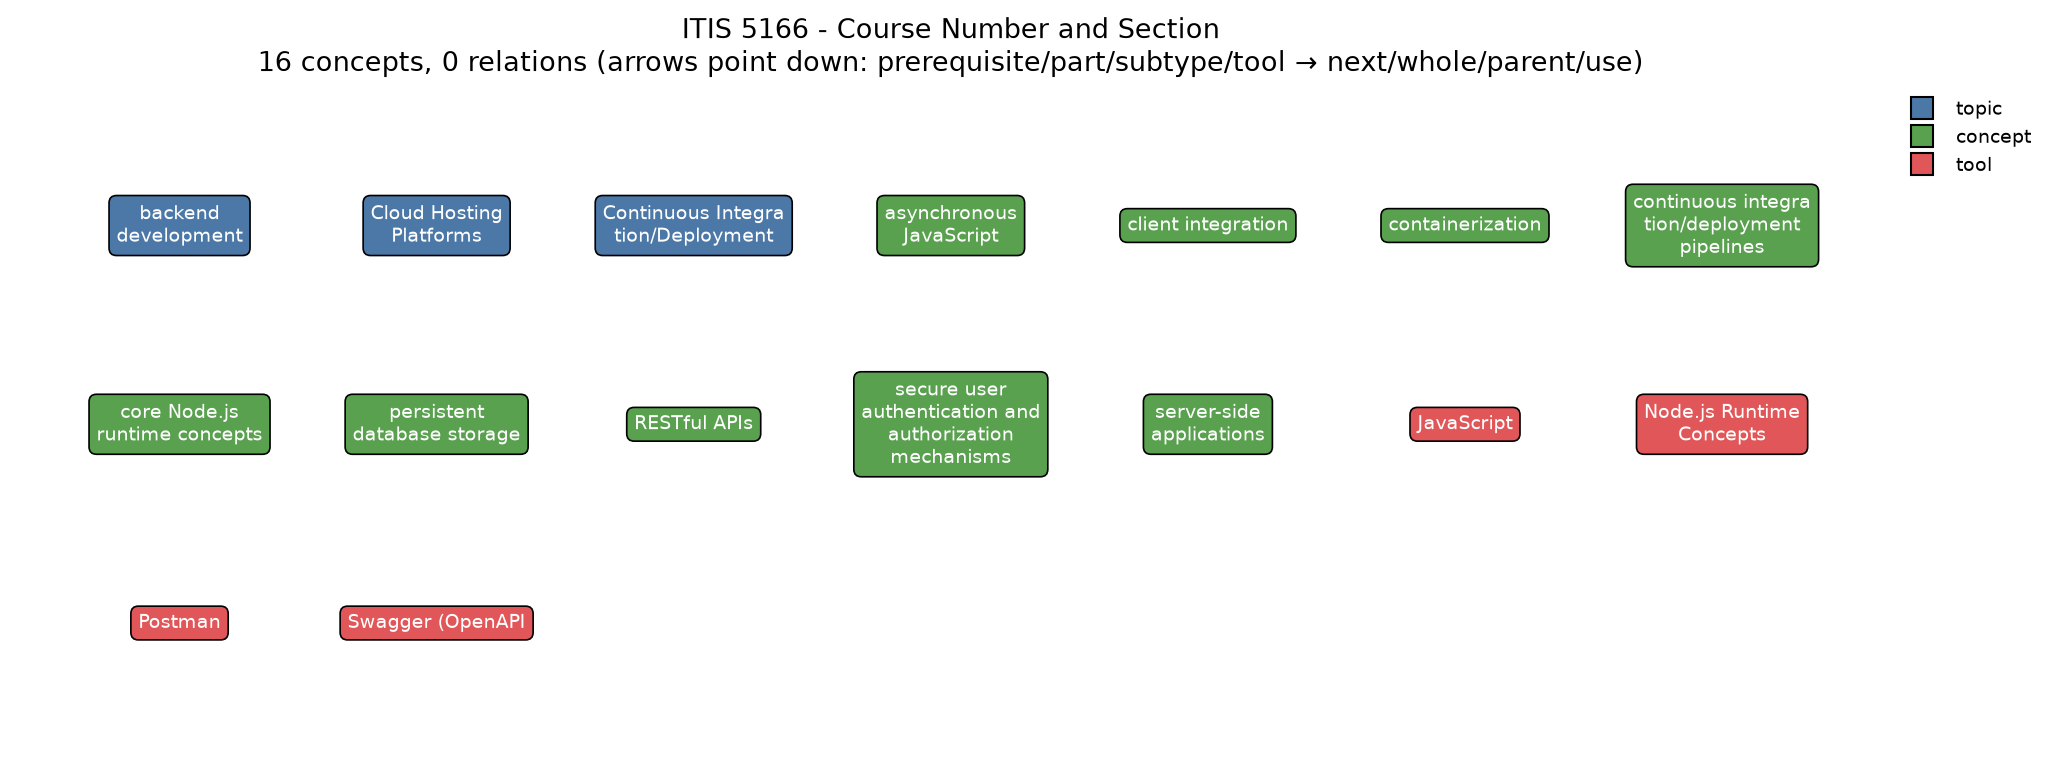 ITIS 5166 - Course Number and Section
16 concepts, 0 relations (arrows point down: prerequisite/part/subtype/tool → next/whole/parent/use)
topic
concept
tool
backend
development
Cloud Hosting
Platforms
Continuous Integra
tion/Deployment
asynchronous
JavaScript
client integration
containerization
continuous integra
tion/deployment
pipelines
core Node.js
runtime concepts
persistent
database storage
RESTful APIs
secure user
authentication and
authorization
mechanisms
server-side
applications
JavaScript
Node.js Runtime
Concepts
Postman
Swagger (OpenAPI